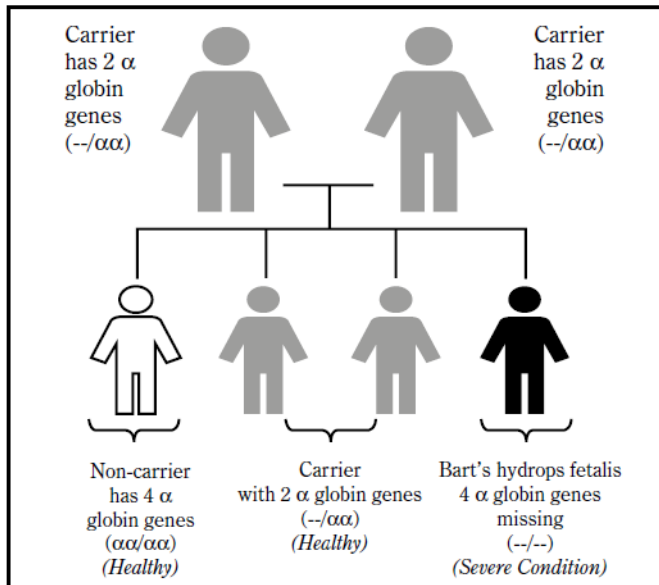 Carrier
has 2 α
globin
genes
(--/αα)
Carrier
has 2 α
globin
genes
(--/αα)
Non-carrier
has 4 α
globin genes
(αα/αα)
(Healthy)
Carrier
with 2 α globin genes
(--/αα)
(Healthy)
Bart's hydrops fetalis
4 α globin genes
missing
(--/--)
(Severe Condition)